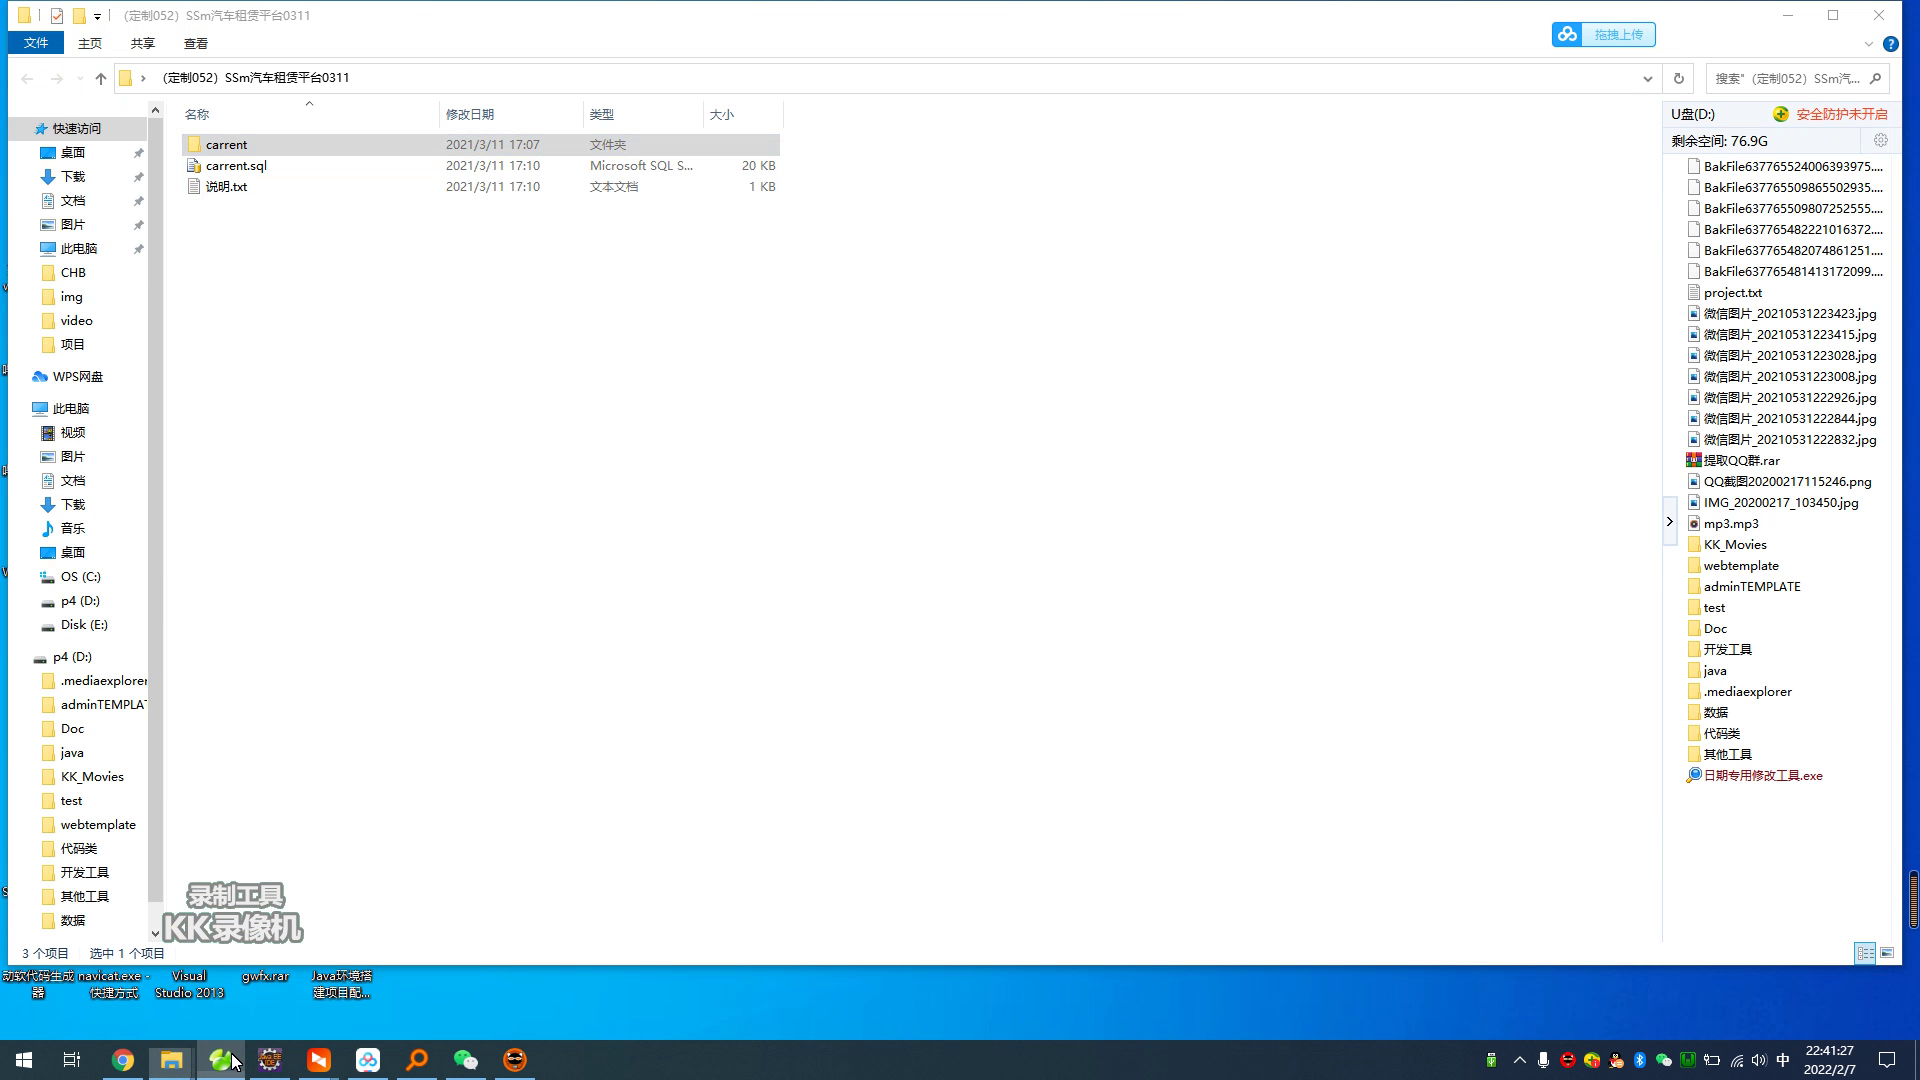 （定制052）SSm汽车租赁平台0311
文件
主页
共享
查看
拖拽上传
（定制052）SSm汽车租赁平台0311
搜索"（定制052）SSm汽...
名称
修改日期
类型
大小
carrent
2021/3/11 17:07
文件夹
carrent.sql
2021/3/11 17:10
Microsoft SQL S...
20 KB
说明.txt
2021/3/11 17:10
文本文档
1 KB
快速访问
桌面
下载
文档
图片
此电脑
CHB
img
video
项目
WPS网盘
此电脑
视频
图片
文档
下载
音乐
桌面
OS (C:)
p4 (D:)
Disk (E:)
p4 (D:)
.mediaexplorer
adminTEMPLAT
Doc
java
KK_Movies
test
webtemplate
代码类
开发工具
其他工具
数据
U盘(D:)
安全防护未开启
剩余空间: 76.9G
BakFile637765524006393975....
BakFile637765509865502935....
BakFile637765509807252555....
BakFile637765482221016372....
BakFile637765482074861251....
BakFile637765481413172099....
project.txt
微信图片_20210531223423.jpg
微信图片_20210531223415.jpg
微信图片_20210531223028.jpg
微信图片_20210531223008.jpg
微信图片_20210531222926.jpg
微信图片_20210531222844.jpg
微信图片_20210531222832.jpg
提取QQ群.rar
QQ截图20200217115246.png
IMG_20200217_103450.jpg
mp3.mp3
KK_Movies
webtemplate
adminTEMPLATE
test
Doc
开发工具
java
.mediaexplorer
数据
代码类
其他工具
日期专用修改工具.exe
录制工具
KK录像机
3 个项目
选中 1 个项目
动软代码生成器
navicat.exe - 快捷方式
Visual Studio 2013
gwfx.rar
Java环境搭建项目配...
中
22:41:27
2022/2/7